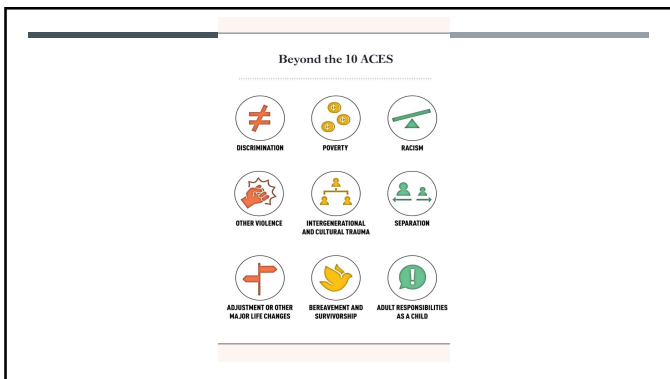 Beyond the 10 ACES
DISCRIMINATION
POVERTY
RACISM
OTHER VIOLENCE
INTERGENERATIONAL
AND CULTURAL TRAUMA
SEPARATION
ADJUSTMENT OR OTHER
MAJOR LIFE CHANGES
BEREAVEMENT AND
SURVIVORSHIP
ADULT RESPONSIBILITIES
AS A CHILD